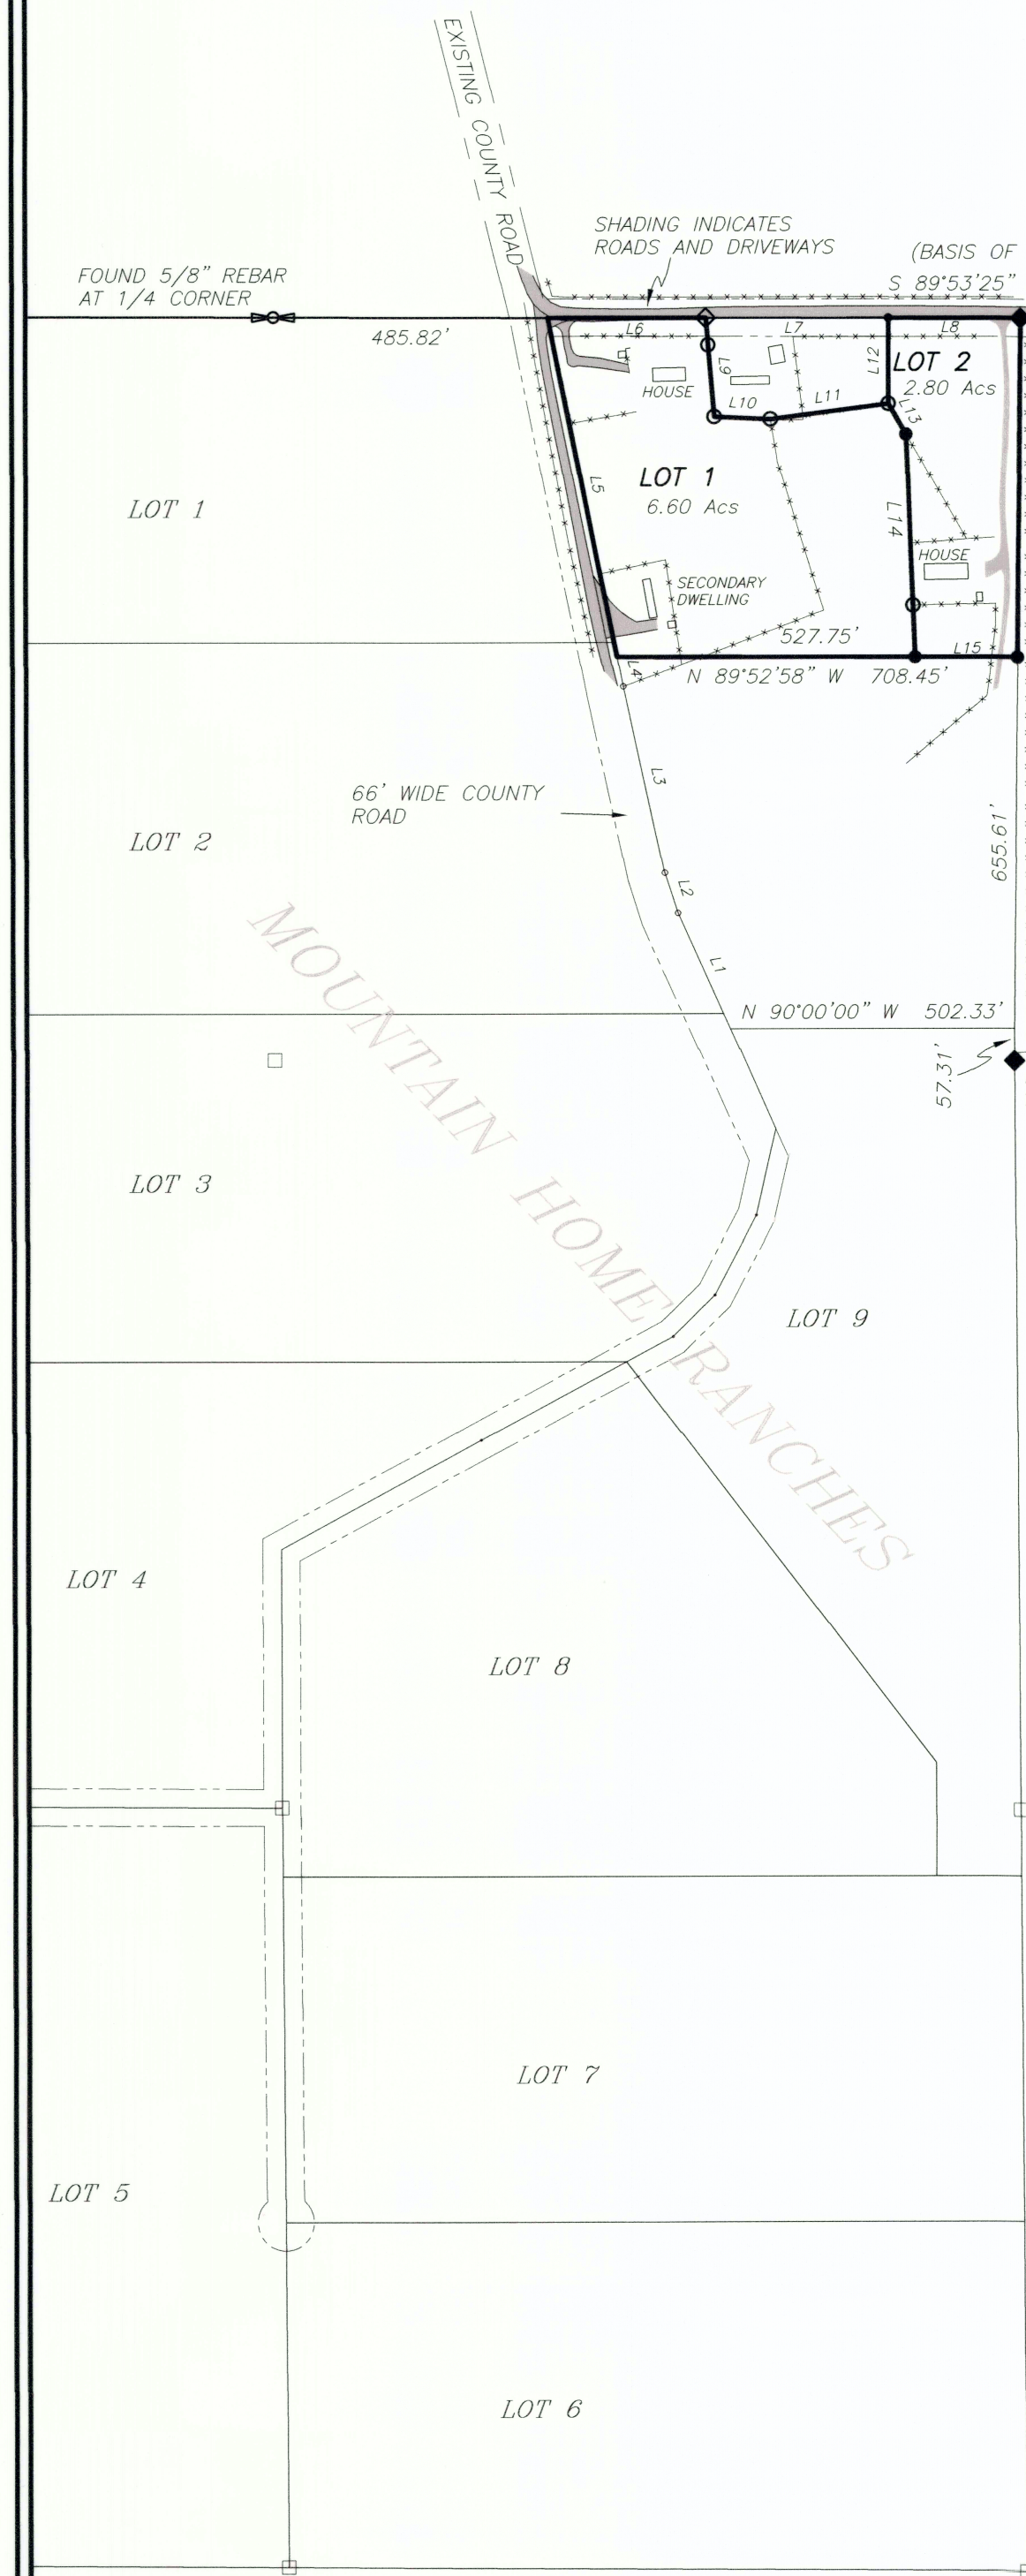 EXISTING COUNTY ROAD
SHADING INDICATES
ROADS AND DRIVEWAYS
(BASIS OF
S 89°53'25"
FOUND 5/8" REBAR
AT 1/4 CORNER
485.82'
L6
L7
L8
L9
L12
LOT 2
2.80 Acs
HOUSE
L10
L11
L13
LOT 1
6.60 Acs
L5
LOT 1
L14
HOUSE
SECONDARY
DWELLING
527.75'
L15
L4
N 89°52'58" W 708.45'
L3
66' WIDE COUNTY
ROAD
655.61'
LOT 2
L2
L1
N 90°00'00" W 502.33'
57.31'
MOUNTAIN HOME RANCHES
LOT 3
LOT 9
LOT 4
LOT 8
LOT 7
LOT 5
LOT 6